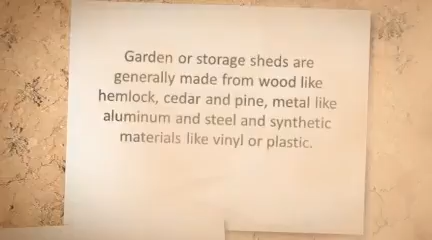 Garden or storage sheds are
generally made from wood like
hemlock, cedar and pine, metal like
aluminum and steel and synthetic
materials like vinyl or plastic.